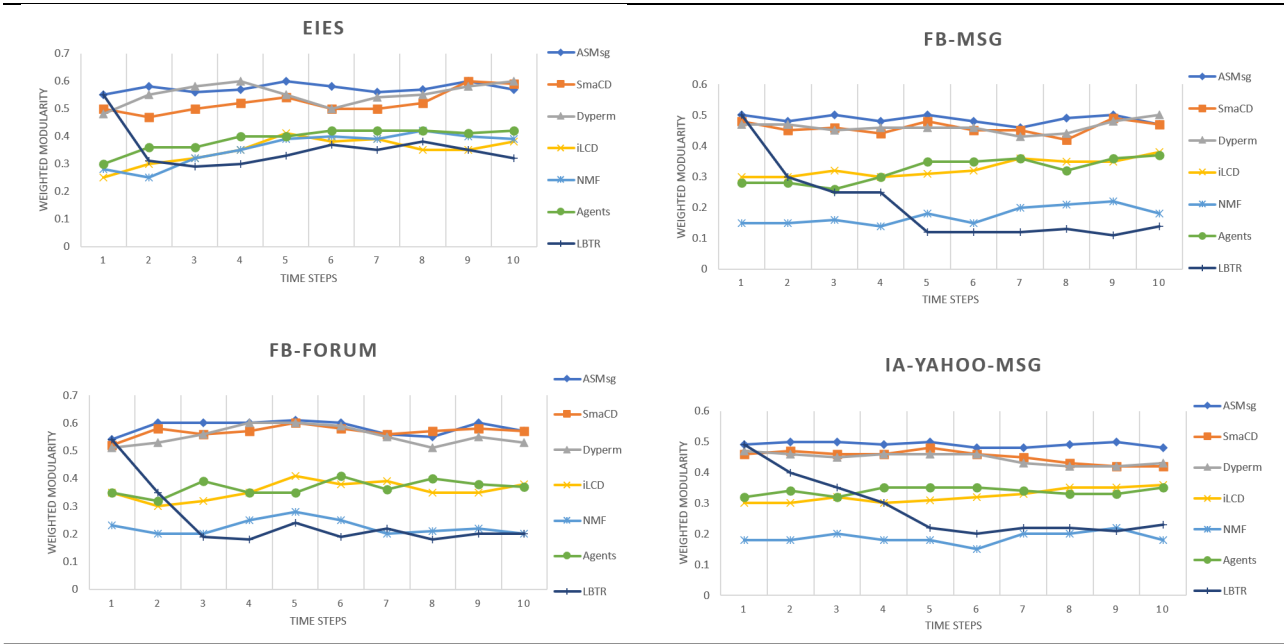 EIES
WEIGHTED MODULARITY
0.7
0.6
0.5
0.4
0.3
0.2
0.1
0
1 2 3 4 5 6 7 8 9 10
TIME STEPS
ASMsg
SmaCD
Dyperm
iLCD
NMF
Agents
LBTR
FB-MSG
WEIGHTED MODULARITY
0.6
0.5
0.4
0.3
0.2
0.1
0
1 2 3 4 5 6 7 8 9 10
TIME STEPS
ASMsg
SmaCD
Dyperm
iLCD
NMF
Agents
LBTR
FB-FORUM
WEIGHTED MODULARITY
0.7
0.6
0.5
0.4
0.3
0.2
0.1
0
1 2 3 4 5 6 7 8 9 10
TIME STEPS
ASMsg
SmaCD
Dyperm
iLCD
NMF
Agents
LBTR
IA-YAHOO-MSG
WEIGHTED MODULARITY
0.6
0.5
0.4
0.3
0.2
0.1
0
1 2 3 4 5 6 7 8 9 10
TIME STEPS
ASMsg
SmaCD
Dyperm
iLCD
NMF
Agents
LBTR